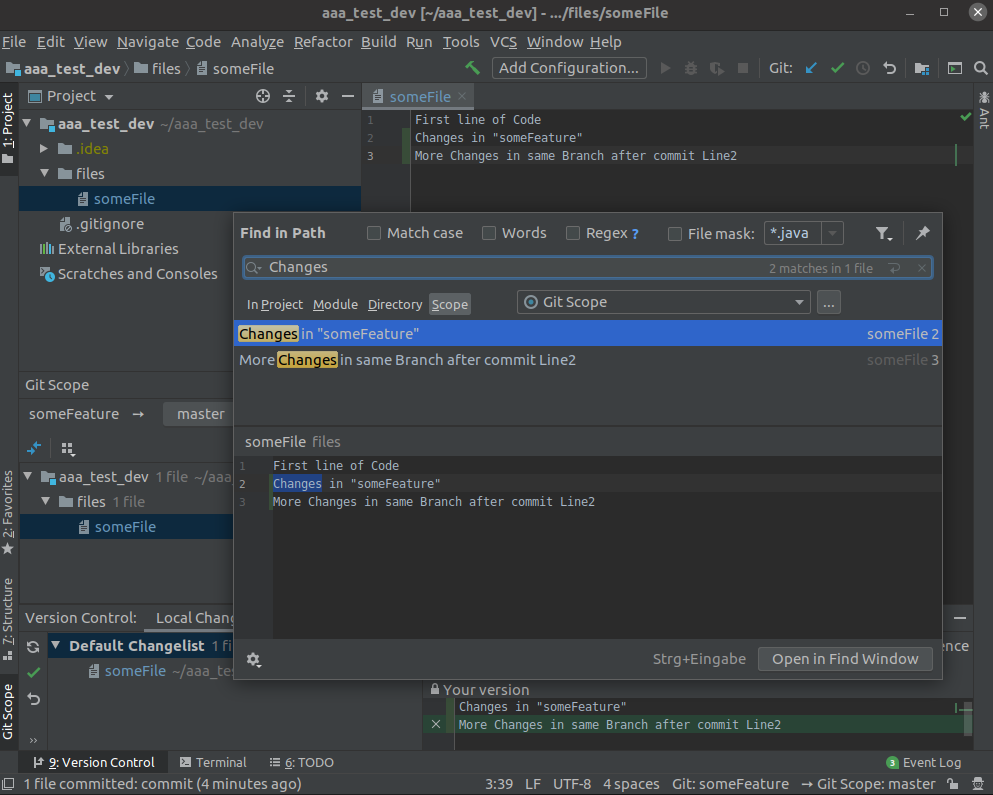 aaa_test_dev [~/aaa_test_dev] - .../files/someFile
File Edit View Navigate Code Analyze Refactor Build Run Tools VCS Window Help
aaa_test_dev files someFile Add Configuration... Git:
1: Project
Project
someFile
Ant
aaa_test_dev ~/aaa_test_dev
.idea
files
someFile
.gitignore
External Libraries
Scratches and Consoles
1 First line of Code
2 Changes in "someFeature"
3 More Changes in same Branch after commit Line2
Find in Path Match case Words Regex ? File mask: *.java
Changes 2 matches in 1 file
In Project Module Directory Scope Git Scope ...
Changes in "someFeature" someFile 2
More Changes in same Branch after commit Line2 someFile 3
someFile files
1 First line of Code
2 Changes in "someFeature"
3 More Changes in same Branch after commit Line2
Strg+Eingabe Open in Find Window
Git Scope
someFeature → master
aaa_test_dev 1 file ~/aaa
files 1 file
someFile
2: Favorites
7: Structure
Git Scope
Version Control: Local Chang
Default Changelist 1 fi
someFile ~/aaa_tes
ence
Your version
Changes in "someFeature"
More Changes in same Branch after commit Line2
»
9: Version Control Terminal 6: TODO 3 Event Log
1 file committed: commit (4 minutes ago) 3:39 LF UTF-8 4 spaces Git: someFeature → Git Scope: master